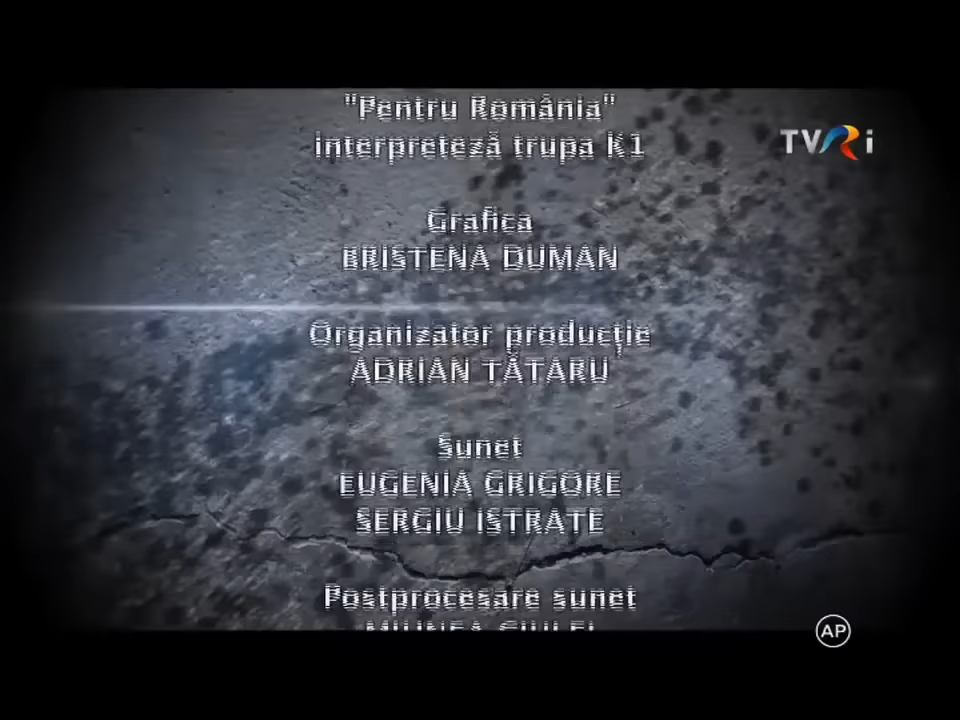 "Pentru România"
interpreteză trupa K1
TVRi
Grafica
BRISTENA DUMAN
Organizator producție
ADRIAN TĂTARU
Sunet
EUGENIA GRIGORE
SERGIU ISTRATE
Postprocesare sunet
AP